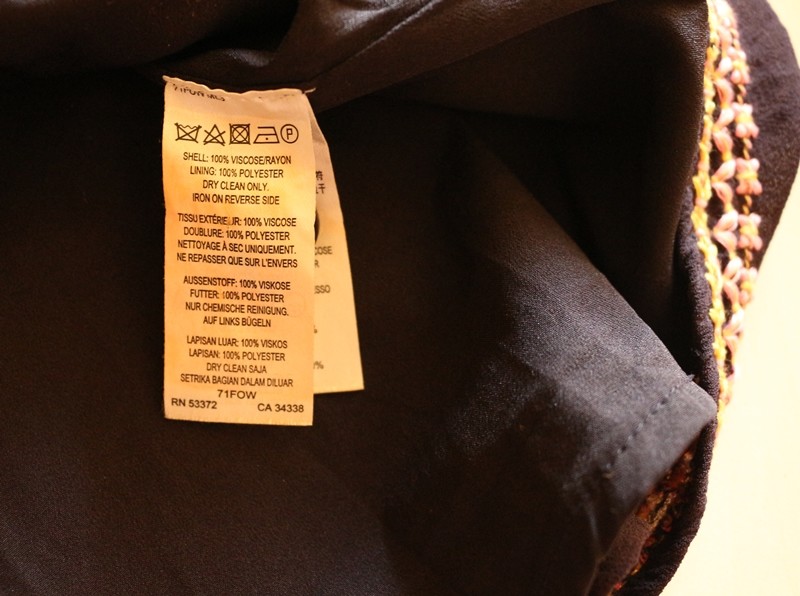 SHELL: 100% VISCOSE/RAYON
LINING: 100% POLYESTER
DRY CLEAN ONLY.
IRON ON REVERSE SIDE
TISSU EXTÉRIEUR: 100% VISCOSE
DOUBLURE: 100% POLYESTER
NETTOYAGE À SEC UNIQUEMENT.
NE REPASSER QUE SUR L'ENVERS
AUSSENSTOFF: 100% VISKOSE
FUTTER: 100% POLYESTER
NUR CHEMISCHE REINIGUNG.
AUF LINKS BÜGELN
LAPISAN LUAR: 100% VISKOS
LAPISAN: 100% POLYESTER
DRY CLEAN SAJA
SETRIKA BAGIAN DALAM DILUAR
71FOW
RN 53372 CA 34338